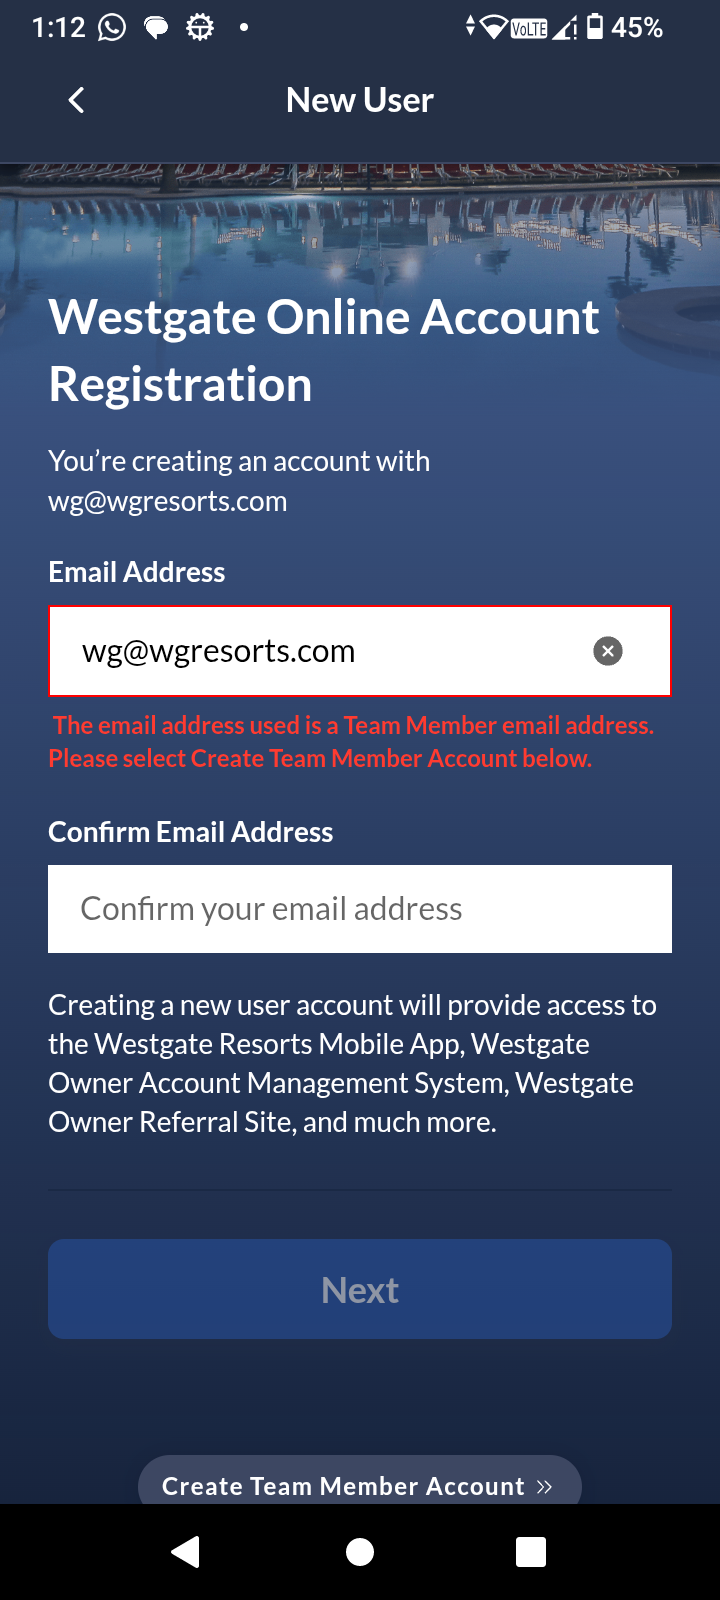 1:12
VoLTE
45%
New User
Westgate Online Account
Registration
You’re creating an account with
wg@wgresorts.com
Email Address
wg@wgresorts.com
The email address used is a Team Member email address.
Please select Create Team Member Account below.
Confirm Email Address
Confirm your email address
Creating a new user account will provide access to
the Westgate Resorts Mobile App, Westgate
Owner Account Management System, Westgate
Owner Referral Site, and much more.
Next
Create Team Member Account »